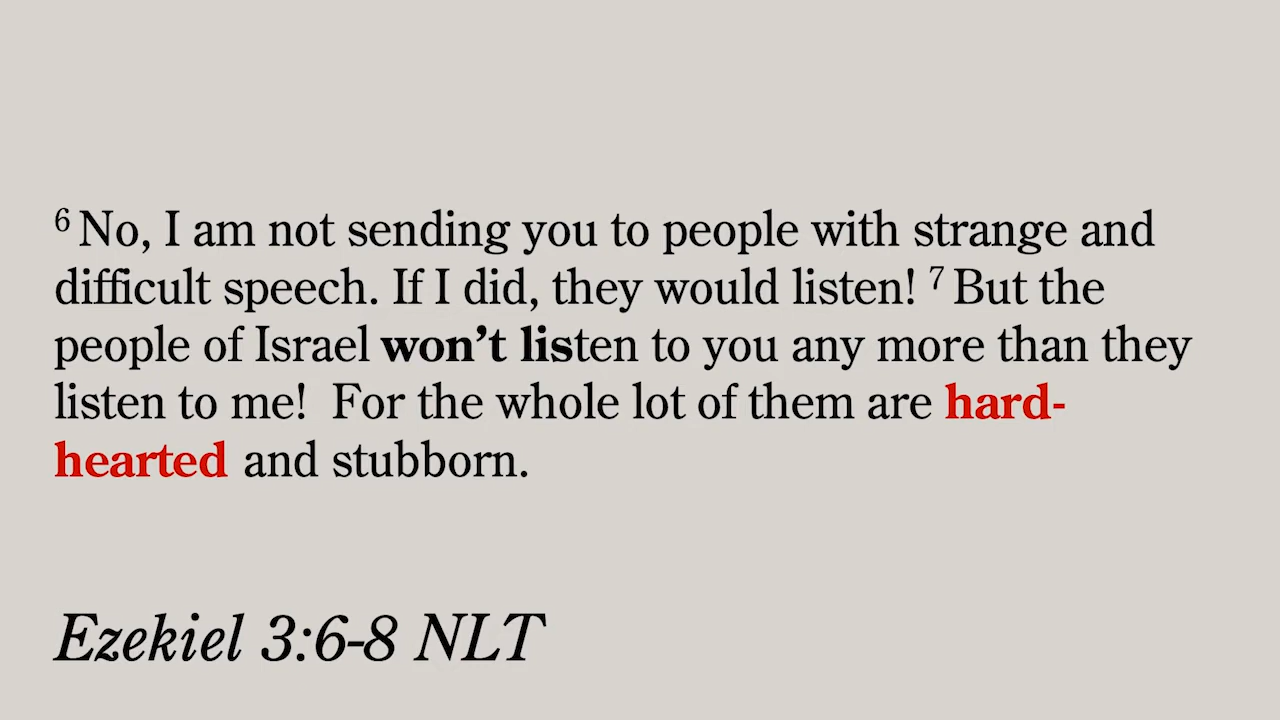 ⁶ No, I am not sending you to people with strange and
difficult speech. If I did, they would listen! ⁷ But the
people of Israel won’t listen to you any more than they
listen to me!  For the whole lot of them are hard-
hearted and stubborn.
Ezekiel 3:6-8 NLT